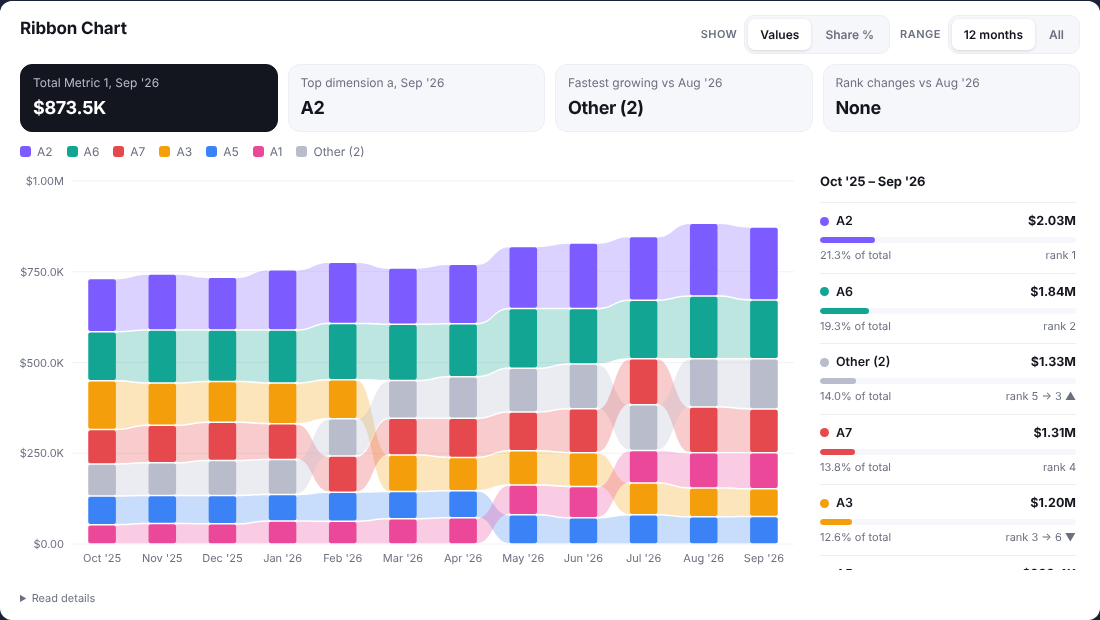 Ribbon Chart
SHOW Values Share % RANGE 12 months All
Total Metric 1, Sep '26
$873.5K
Top dimension a, Sep '26
A2
Fastest growing vs Aug '26
Other (2)
Rank changes vs Aug '26
None
A2 A6 A7 A3 A5 A1 Other (2)
$1.00M
$750.0K
$500.0K
$250.0K
$0.00
Oct '25 Nov '25 Dec '25 Jan '26 Feb '26 Mar '26 Apr '26 May '26 Jun '26 Jul '26 Aug '26 Sep '26
Oct '25 – Sep '26
A2 $2.03M
21.3% of total rank 1
A6 $1.84M
19.3% of total rank 2
Other (2) $1.33M
14.0% of total rank 5 → 3 ▲
A7 $1.31M
13.8% of total rank 4
A3 $1.20M
12.6% of total rank 3 → 6 ▼
▶ Read details